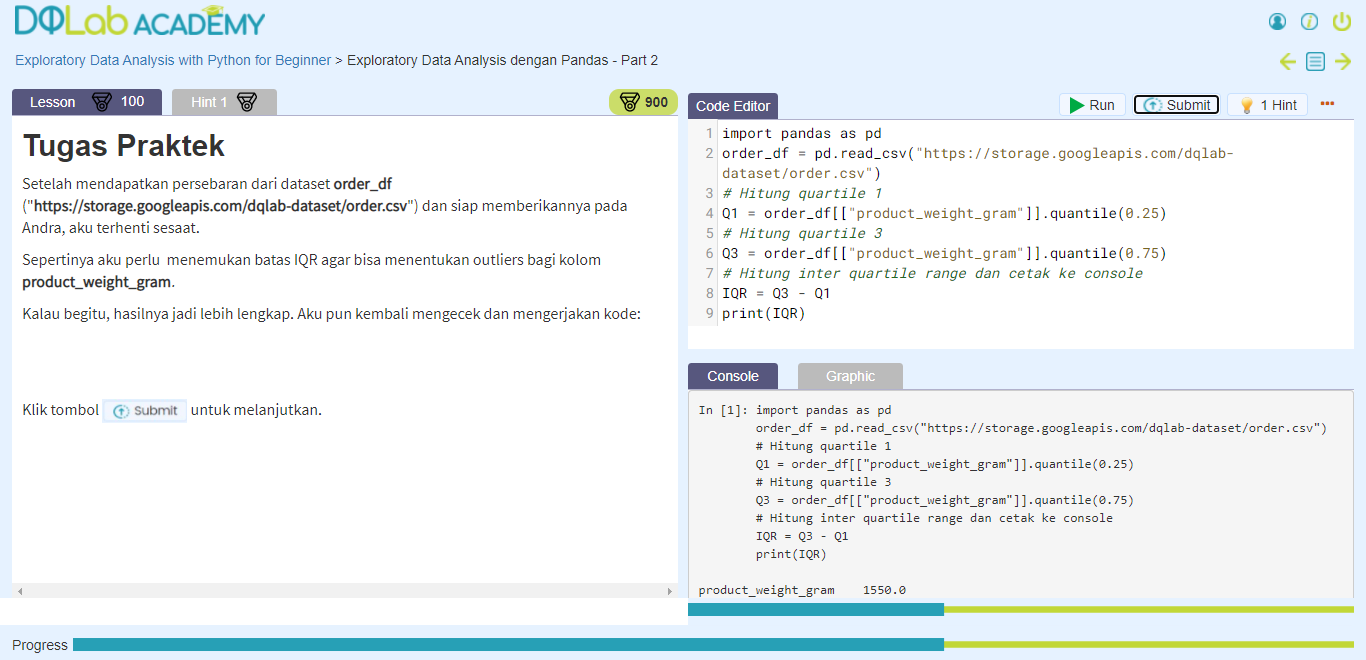 DQLab ACADEMY
Exploratory Data Analysis with Python for Beginner > Exploratory Data Analysis dengan Pandas - Part 2
Lesson 100
Hint 1
900
Tugas Praktek
Setelah mendapatkan persebaran dari dataset order_df
("https://storage.googleapis.com/dqlab-dataset/order.csv") dan siap memberikannya pada
Andra, aku terhenti sesaat.
Sepertinya aku perlu menemukan batas IQR agar bisa menentukan outliers bagi kolom
product_weight_gram.
Kalau begitu, hasilnya jadi lebih lengkap. Aku pun kembali mengecek dan mengerjakan kode:
Klik tombol Submit untuk melanjutkan.
Code Editor
Run
Submit
1 Hint
1 import pandas as pd
2 order_df = pd.read_csv("https://storage.googleapis.com/dqlab-
dataset/order.csv")
3 # Hitung quartile 1
4 Q1 = order_df[["product_weight_gram"]].quantile(0.25)
5 # Hitung quartile 3
6 Q3 = order_df[["product_weight_gram"]].quantile(0.75)
7 # Hitung inter quartile range dan cetak ke console
8 IQR = Q3 - Q1
9 print(IQR)
Console
Graphic
In [1]: import pandas as pd
order_df = pd.read_csv("https://storage.googleapis.com/dqlab-dataset/order.csv")
# Hitung quartile 1
Q1 = order_df[["product_weight_gram"]].quantile(0.25)
# Hitung quartile 3
Q3 = order_df[["product_weight_gram"]].quantile(0.75)
# Hitung inter quartile range dan cetak ke console
IQR = Q3 - Q1
print(IQR)
product_weight_gram 1550.0
Progress